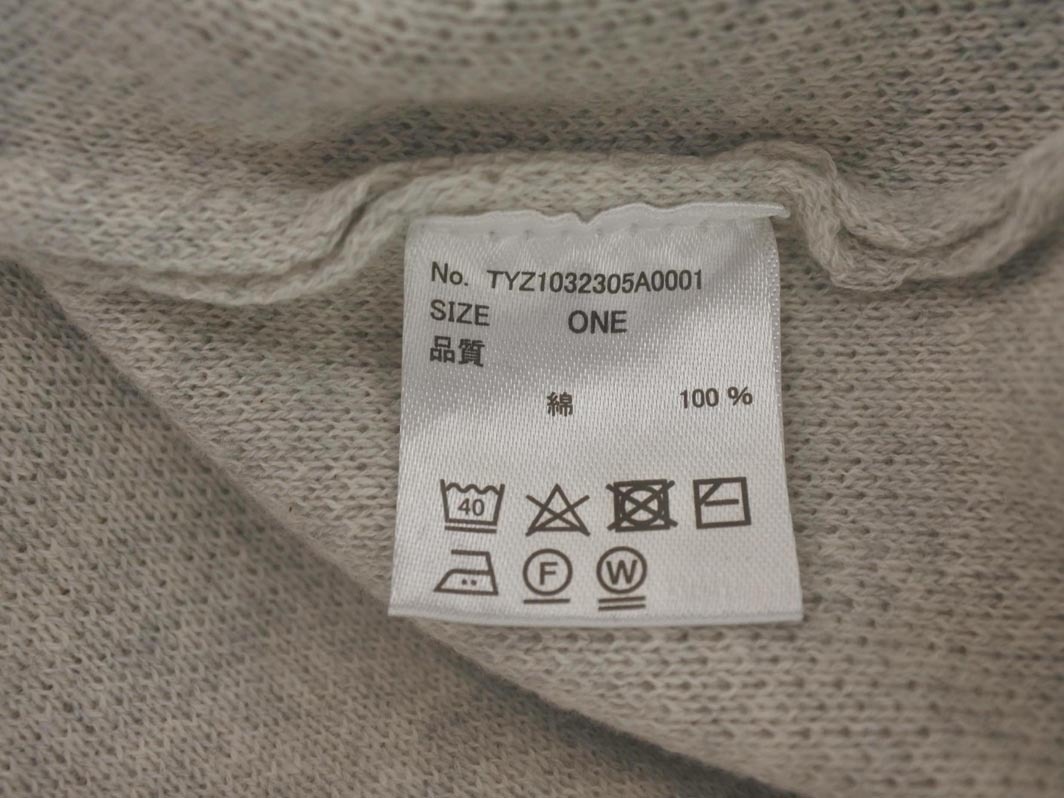 No. TYZ1032305A0001
SIZE ONE
品質
綿 100 %
40
F W